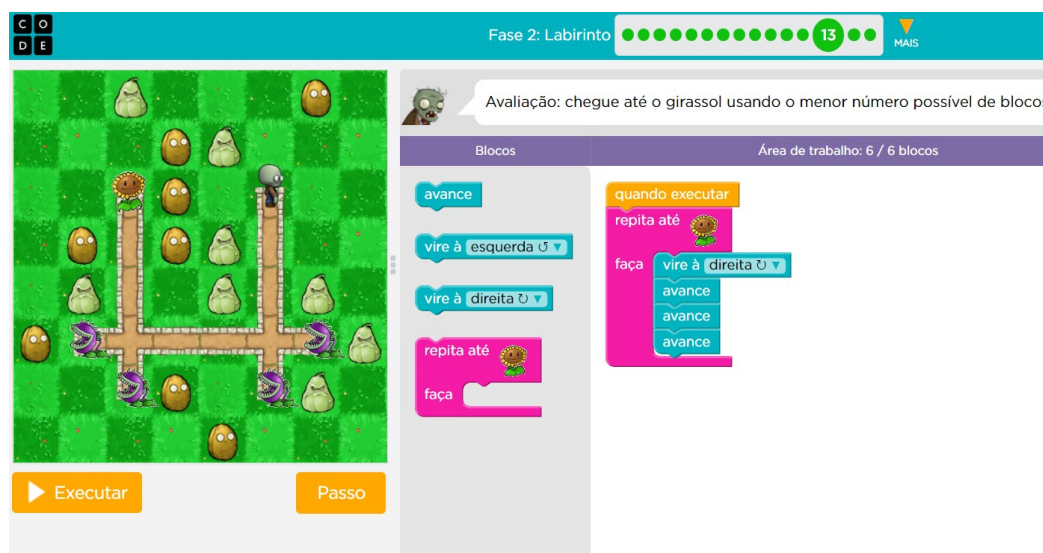 C O
D E
Fase 2: Labirinto
13
MAIS
Avaliação: chegue até o girassol usando o menor número possível de bloco
Blocos
Área de trabalho: 6 / 6 blocos
avance
vire à esquerda ↺ ▼
vire à direita ↻ ▼
repita até
faça
quando executar
repita até
faça
vire à direita ↻ ▼
avance
avance
avance
Executar
Passo